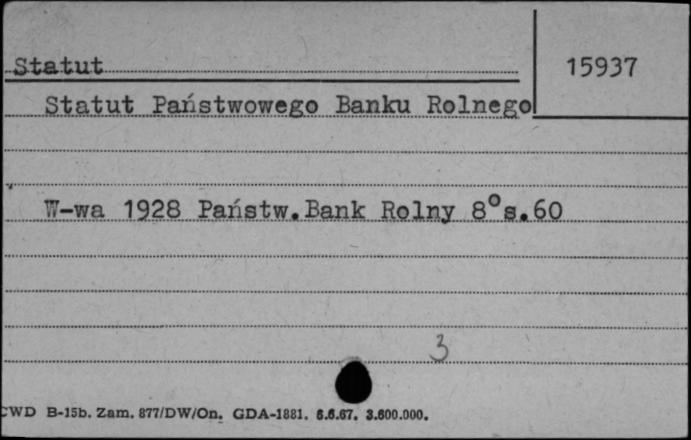 Statut
15937
Statut Państwowego Banku Rolnego
W-wa 1928 Państw.Bank Rolny 8° s.60
3
CWD B-15b. Zam. 877/DW/On. GDA-1881. 6.6.67. 3.600.000.